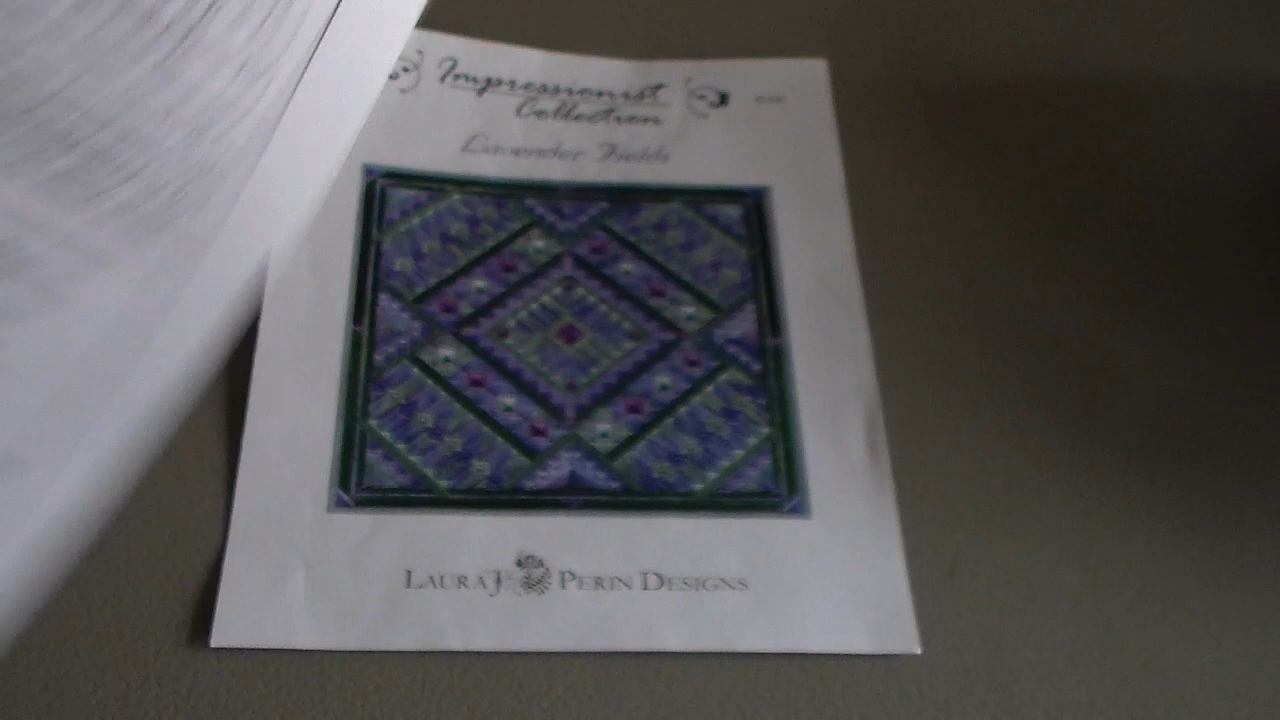 Impressionist
Collection
Lavender Fields
LAURA J. PERIN DESIGNS